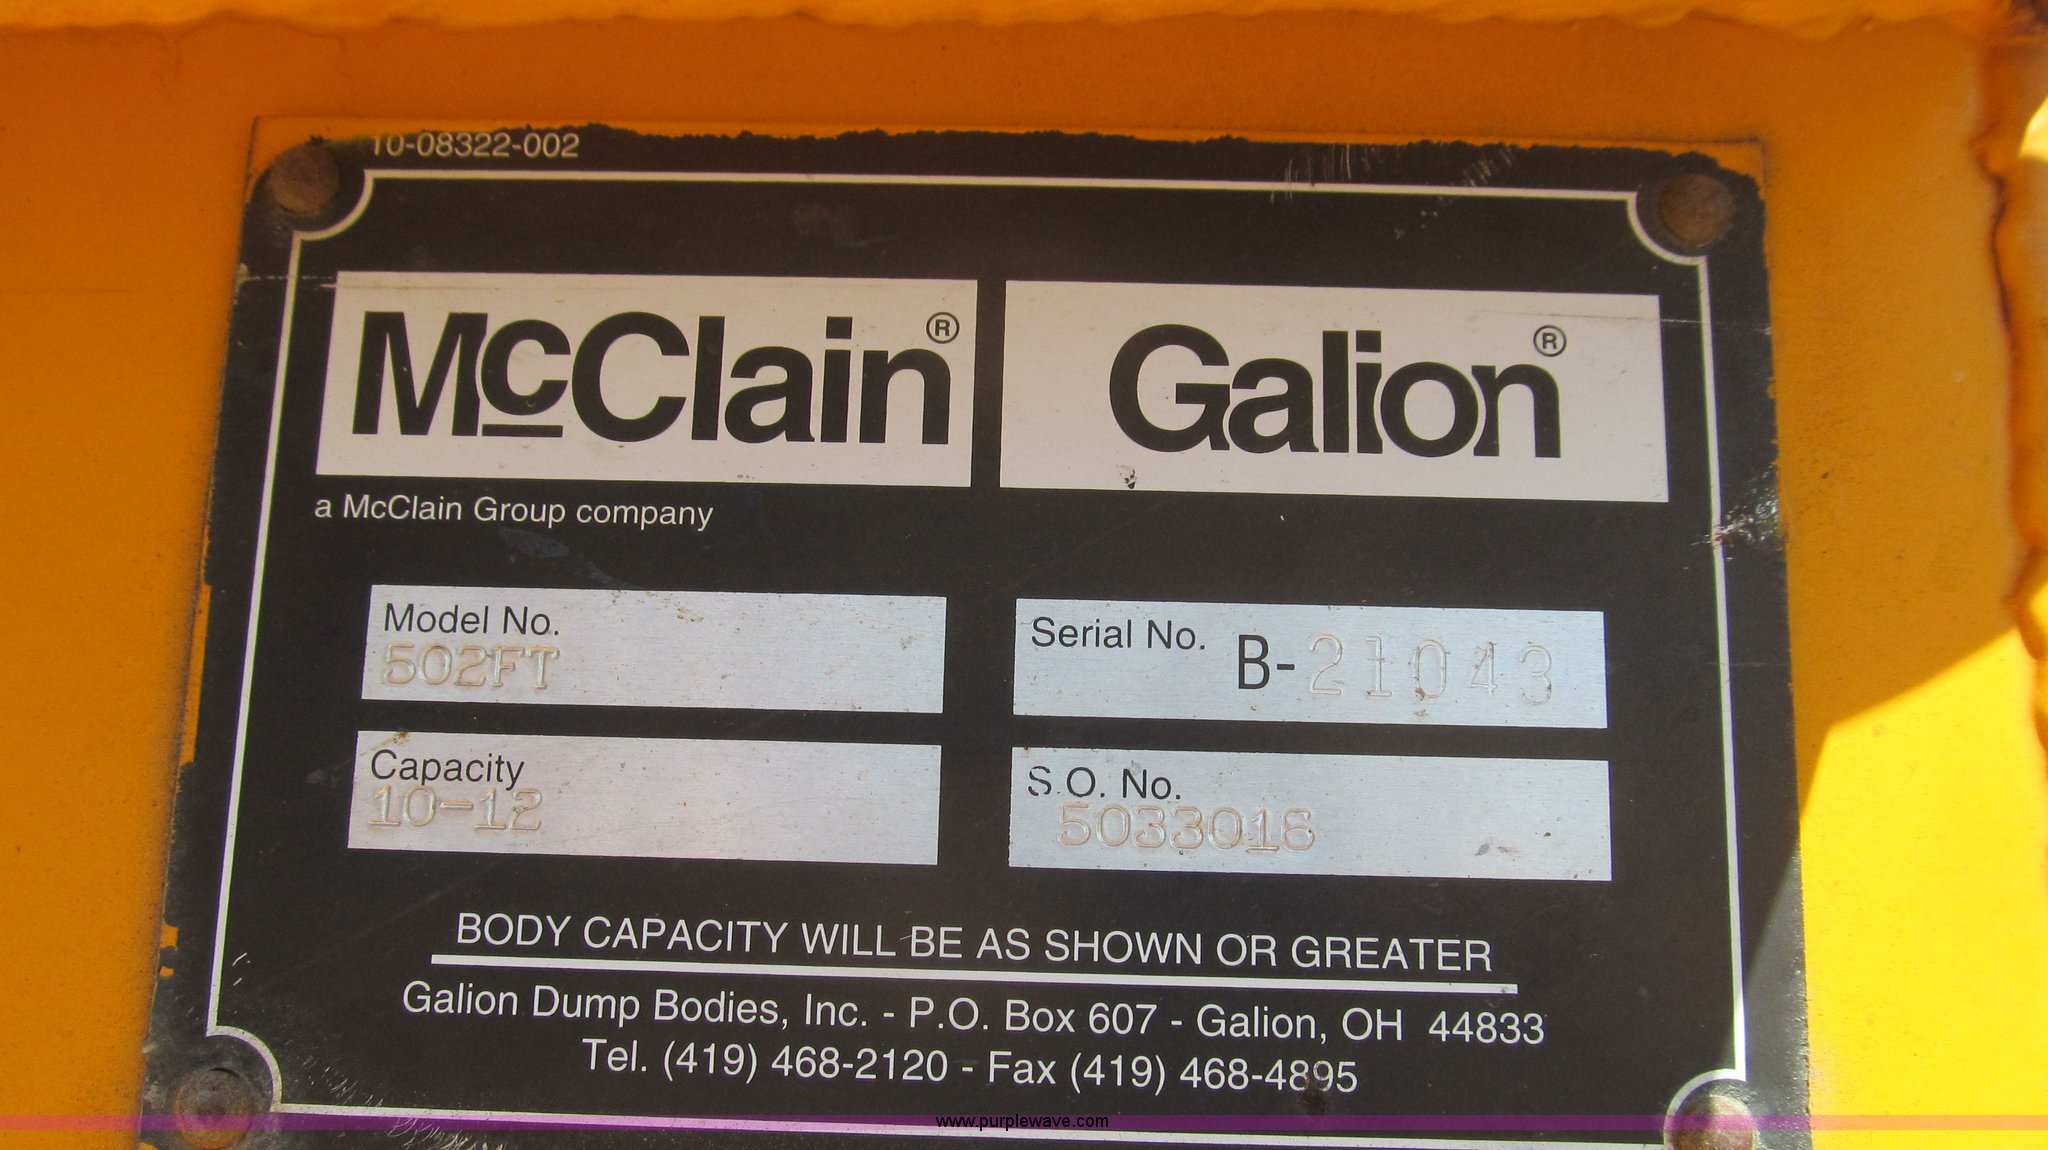 10-08322-002
McClain® Galion®
a McClain Group company
Model No. Serial No. B-21043
502FT
Capacity S.O. No.
10-12 5033016
BODY CAPACITY WILL BE AS SHOWN OR GREATER
Galion Dump Bodies, Inc. - P.O. Box 607 - Galion, OH 44833
Tel. (419) 468-2120 - Fax (419) 468-4895
www.purplewave.com